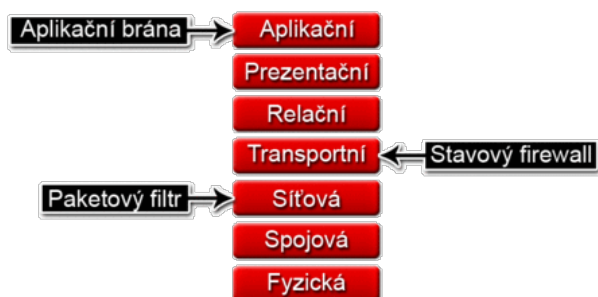 Aplikační brána
Aplikační
Prezentační
Relační
Transportní
Stavový firewall
Paketový filtr
Síťová
Spojová
Fyzická